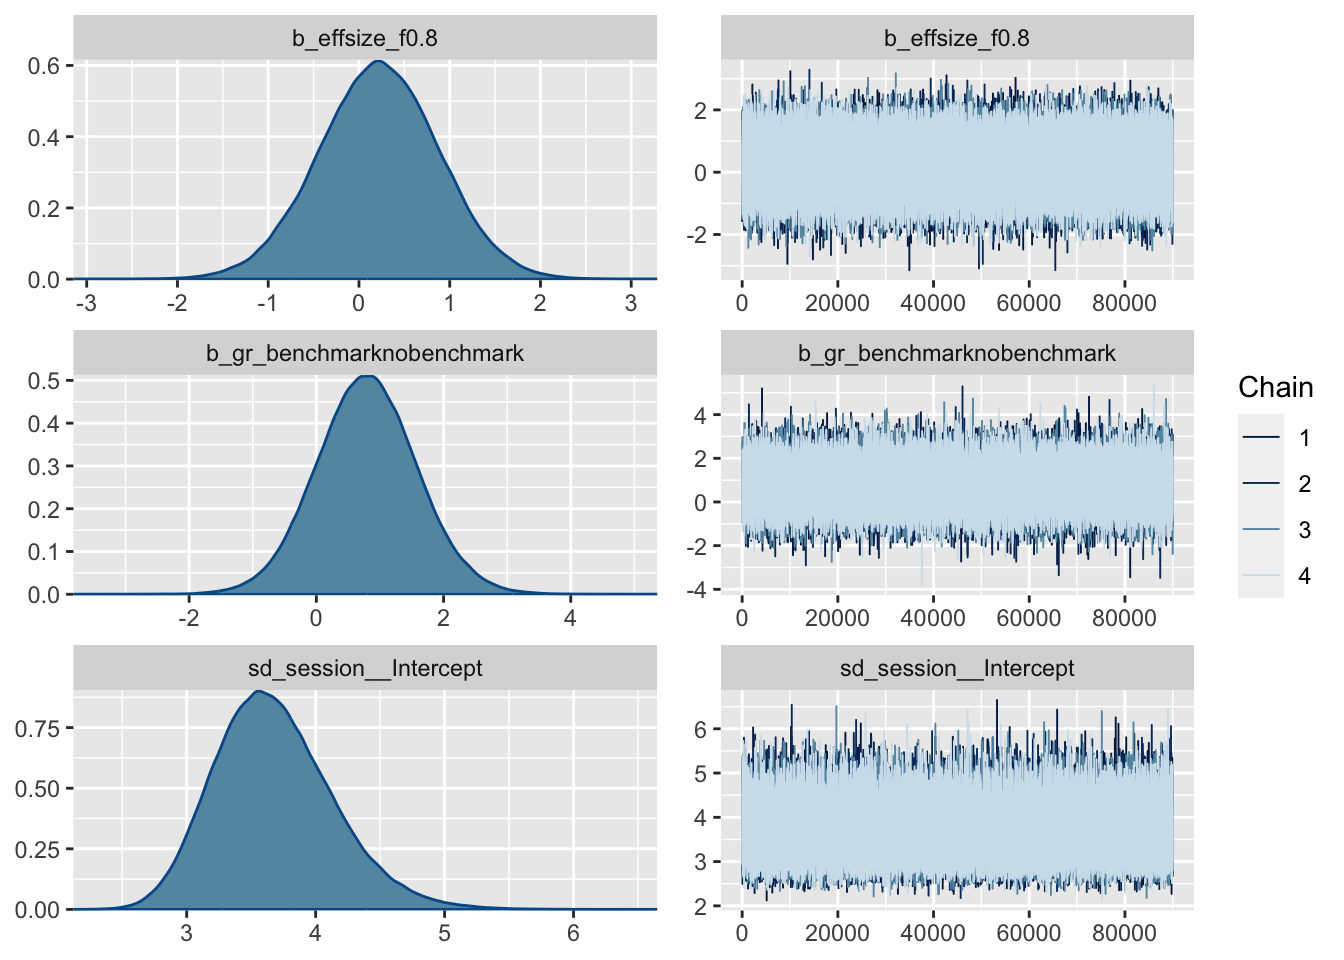 b_effsize_f0.8
0.6
0.4
0.2
0.0
-3 -2 -1 0 1 2 3
b_effsize_f0.8
2
0
-2
0 20000 40000 60000 80000
b_gr_benchmarknobenchmark
0.5
0.4
0.3
0.2
0.1
0.0
-2 0 2 4
b_gr_benchmarknobenchmark
4
2
0
-2
-4
0 20000 40000 60000 80000
sd_session__Intercept
0.75
0.50
0.25
0.00
3 4 5 6
sd_session__Intercept
6
5
4
3
2
0 20000 40000 60000 80000
Chain
1
2
3
4